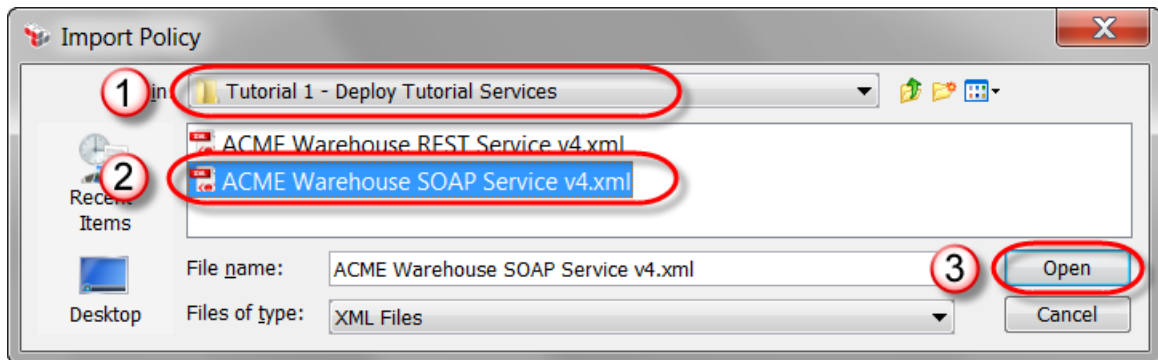 Import Policy
X
1
in
Tutorial 1 - Deploy Tutorial Services
ACME Warehouse REST Service v4.xml
2
ACME Warehouse SOAP Service v4.xml
Recent
Items
File name:
ACME Warehouse SOAP Service v4.xml
3
Open
Desktop
Files of type:
XML Files
Cancel